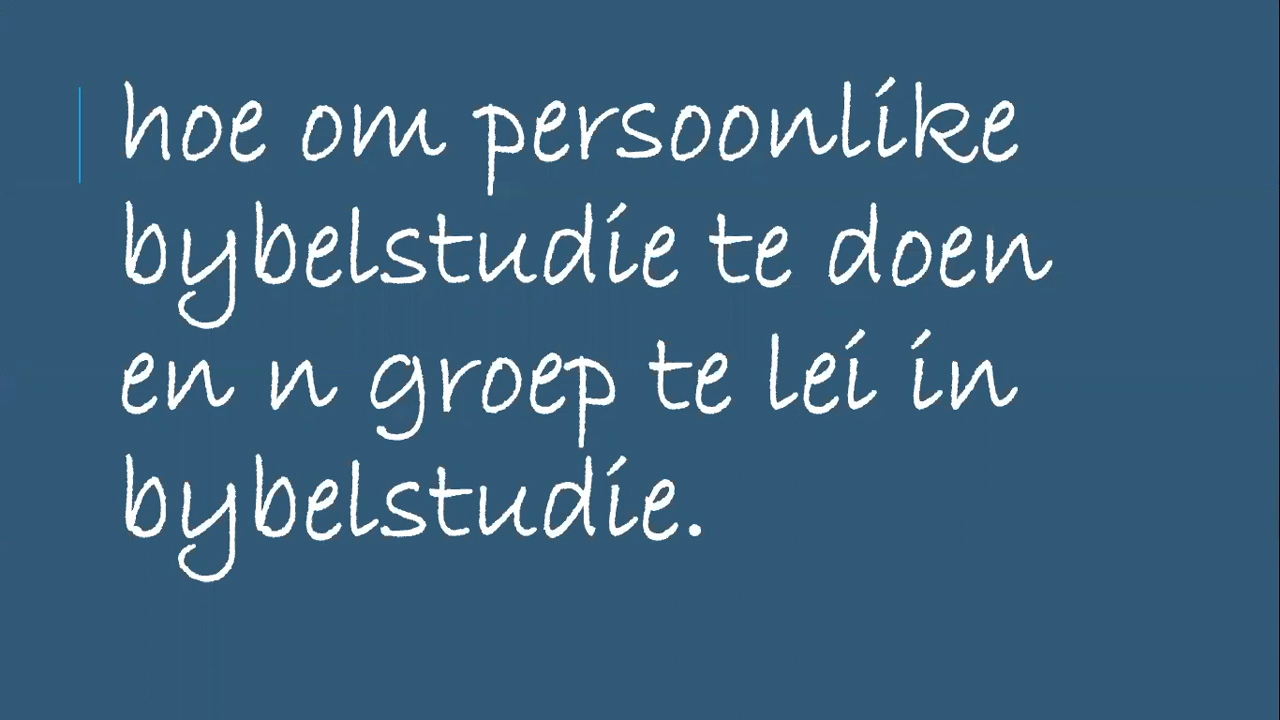 hoe om persoonlike
bybelstudie te doen
en n groep te lei in
bybelstudie.